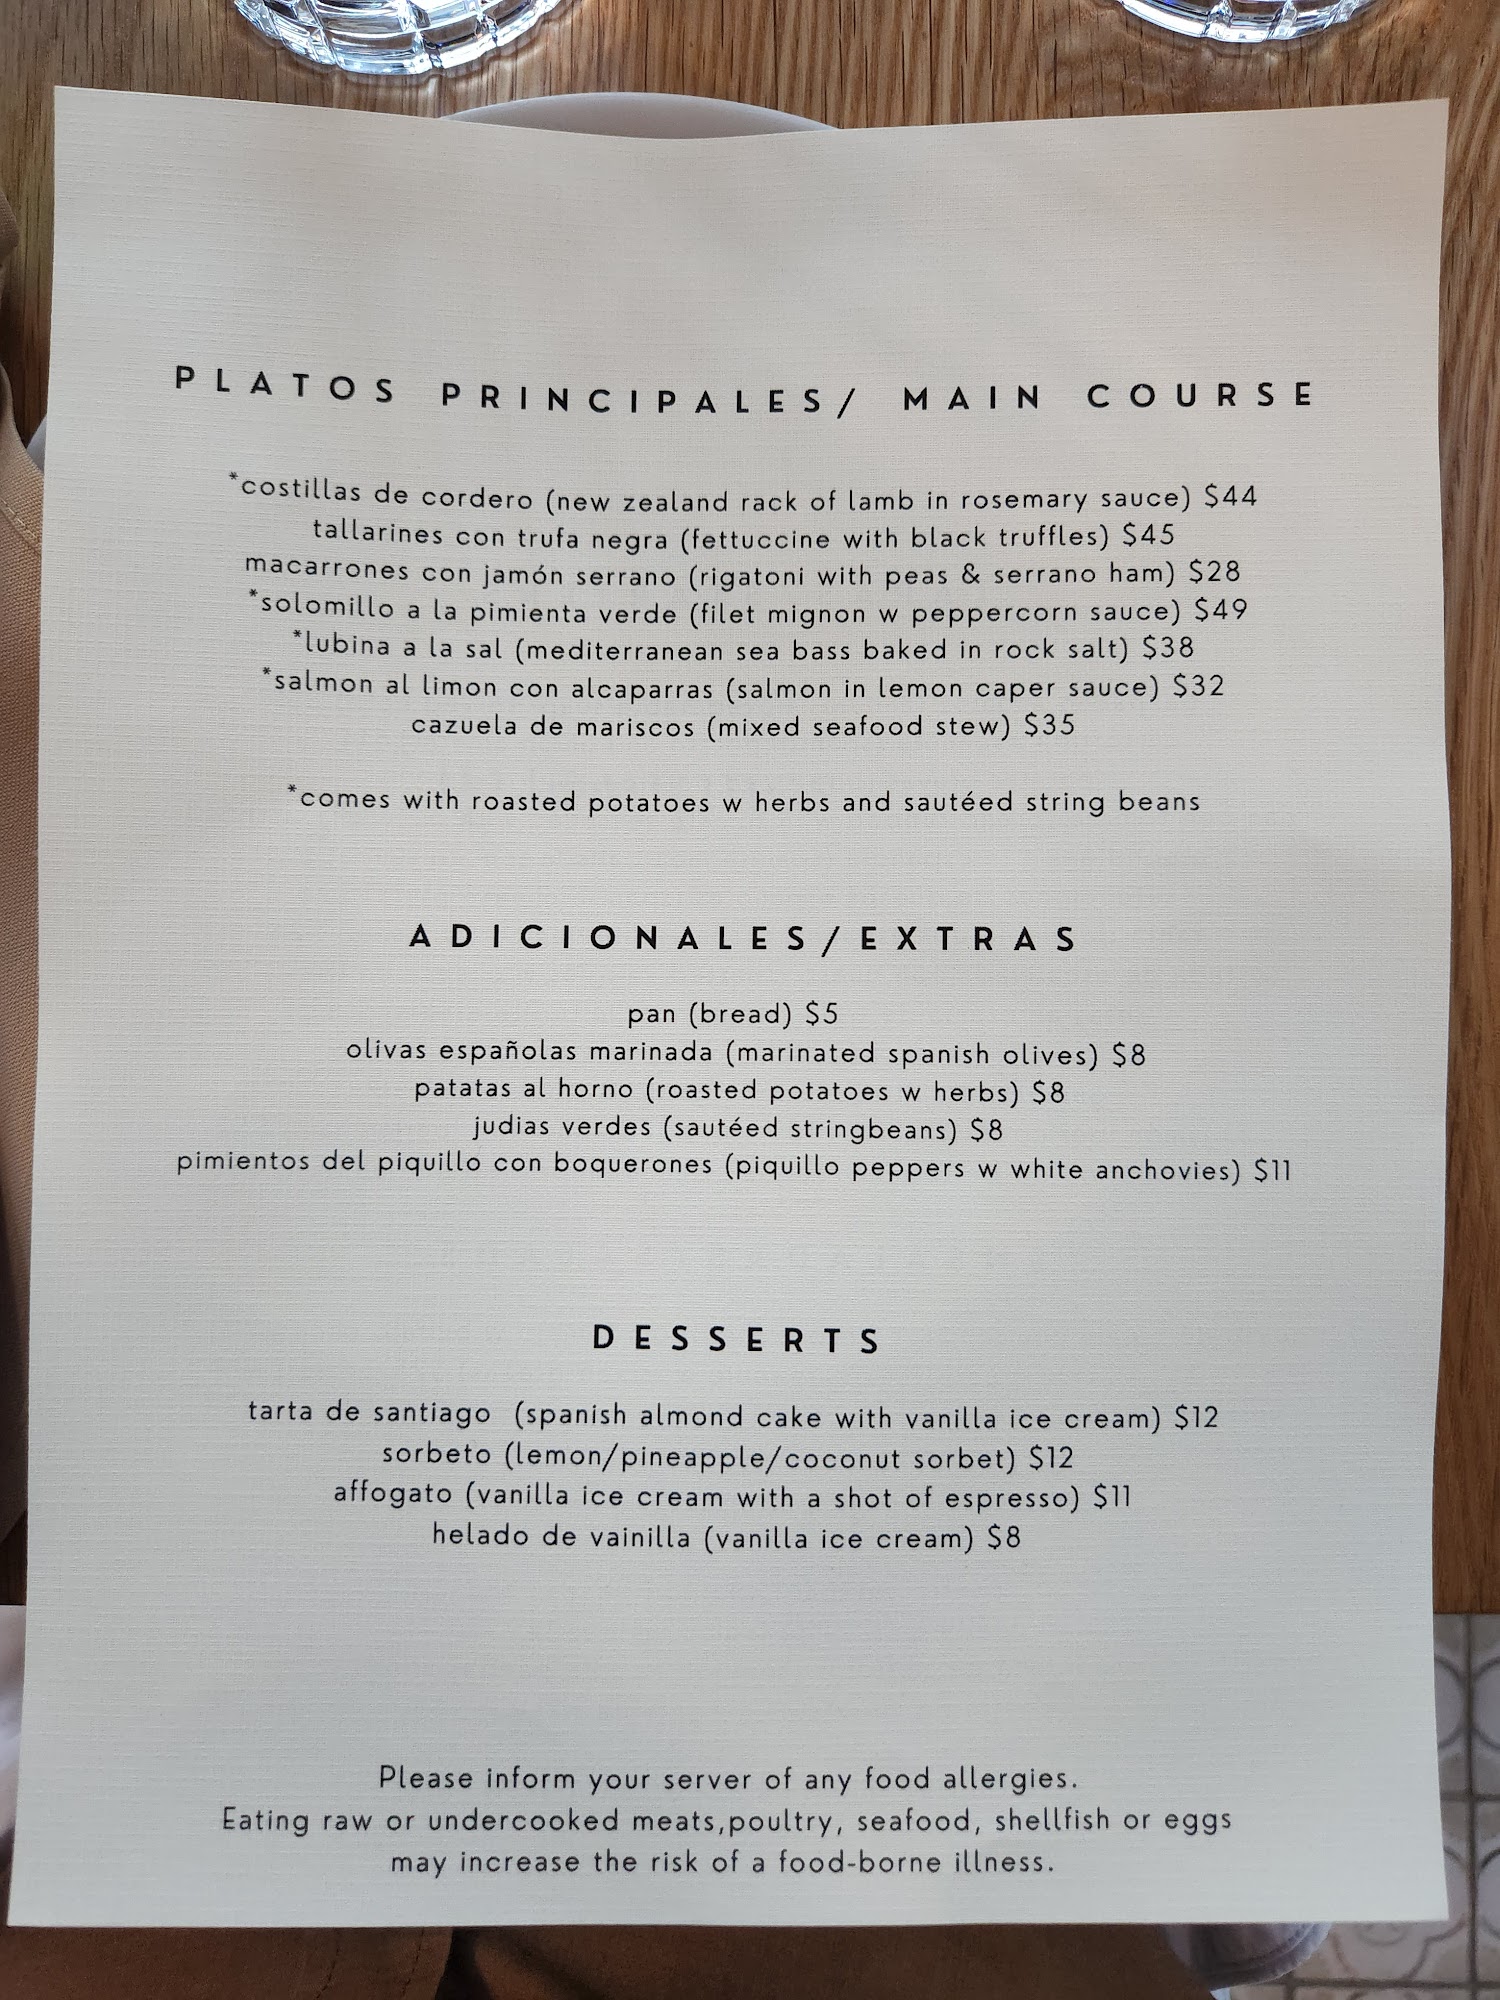 PLATOS PRINCIPALES/ MAIN COURSE
*costillas de cordero (new zealand rack of lamb in rosemary sauce) $44
tallarines con trufa negra (fettuccine with black truffles) $45
macarrones con jamón serrano (rigatoni with peas & serrano ham) $28
*solomillo a la pimienta verde (filet mignon w peppercorn sauce) $49
*lubina a la sal (mediterranean sea bass baked in rock salt) $38
*salmon al limon con alcaparras (salmon in lemon caper sauce) $32
cazuela de mariscos (mixed seafood stew) $35
*comes with roasted potatoes w herbs and sautéed string beans
ADICIONALES/EXTRAS
pan (bread) $5
olivas españolas marinada (marinated spanish olives) $8
patatas al horno (roasted potatoes w herbs) $8
judias verdes (sautéed stringbeans) $8
pimientos del piquillo con boquerones (piquillo peppers w white anchovies) $11
DESSERTS
tarta de santiago (spanish almond cake with vanilla ice cream) $12
sorbeto (lemon/pineapple/coconut sorbet) $12
affogato (vanilla ice cream with a shot of espresso) $11
helado de vainilla (vanilla ice cream) $8
Please inform your server of any food allergies.
Eating raw or undercooked meats,poultry, seafood, shellfish or eggs
may increase the risk of a food-borne illness.